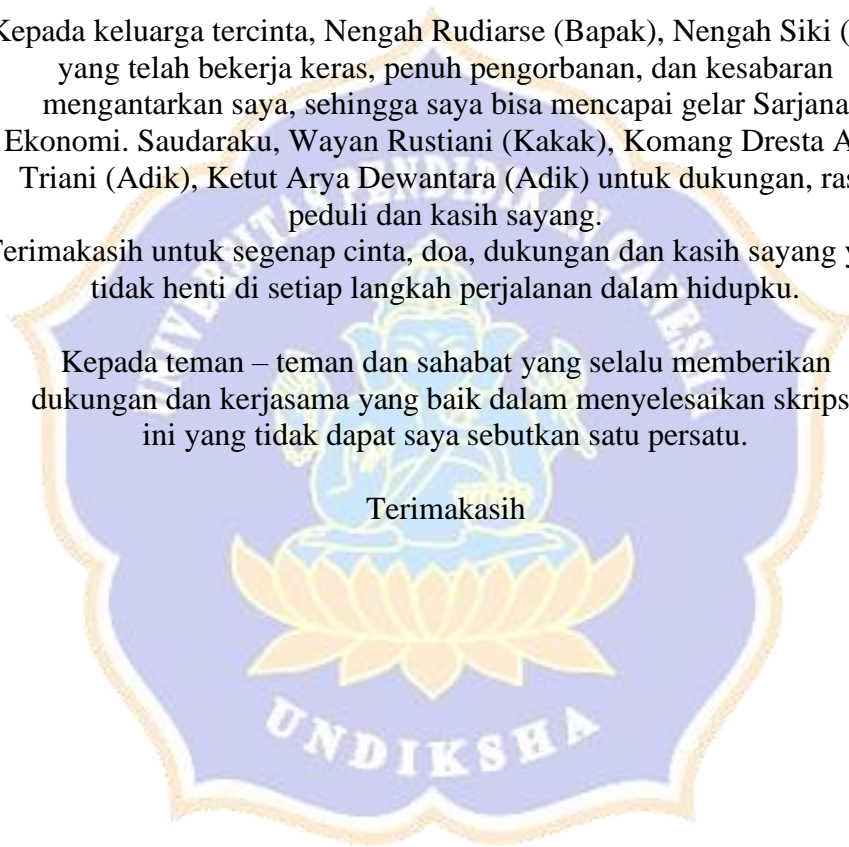 Kepada keluarga tercinta, Nengah Rudiarse (Bapak), Nengah Siki (
yang telah bekerja keras, penuh pengorbanan, dan kesabaran
mengantarkan saya, sehingga saya bisa mencapai gelar Sarjana
Ekonomi. Saudaraku, Wayan Rustiani (Kakak), Komang Dresta A
Triani (Adik), Ketut Arya Dewantara (Adik) untuk dukungan, ras
peduli dan kasih sayang.
Terimakasih untuk segenap cinta, doa, dukungan dan kasih sayang y
tidak henti di setiap langkah perjalanan dalam hidupku.
Kepada teman – teman dan sahabat yang selalu memberikan
dukungan dan kerjasama yang baik dalam menyelesaikan skrips
ini yang tidak dapat saya sebutkan satu persatu.
Terimakasih
UNIVERSITAS PENDIDIKAN GANESHA
UNDIKSHA